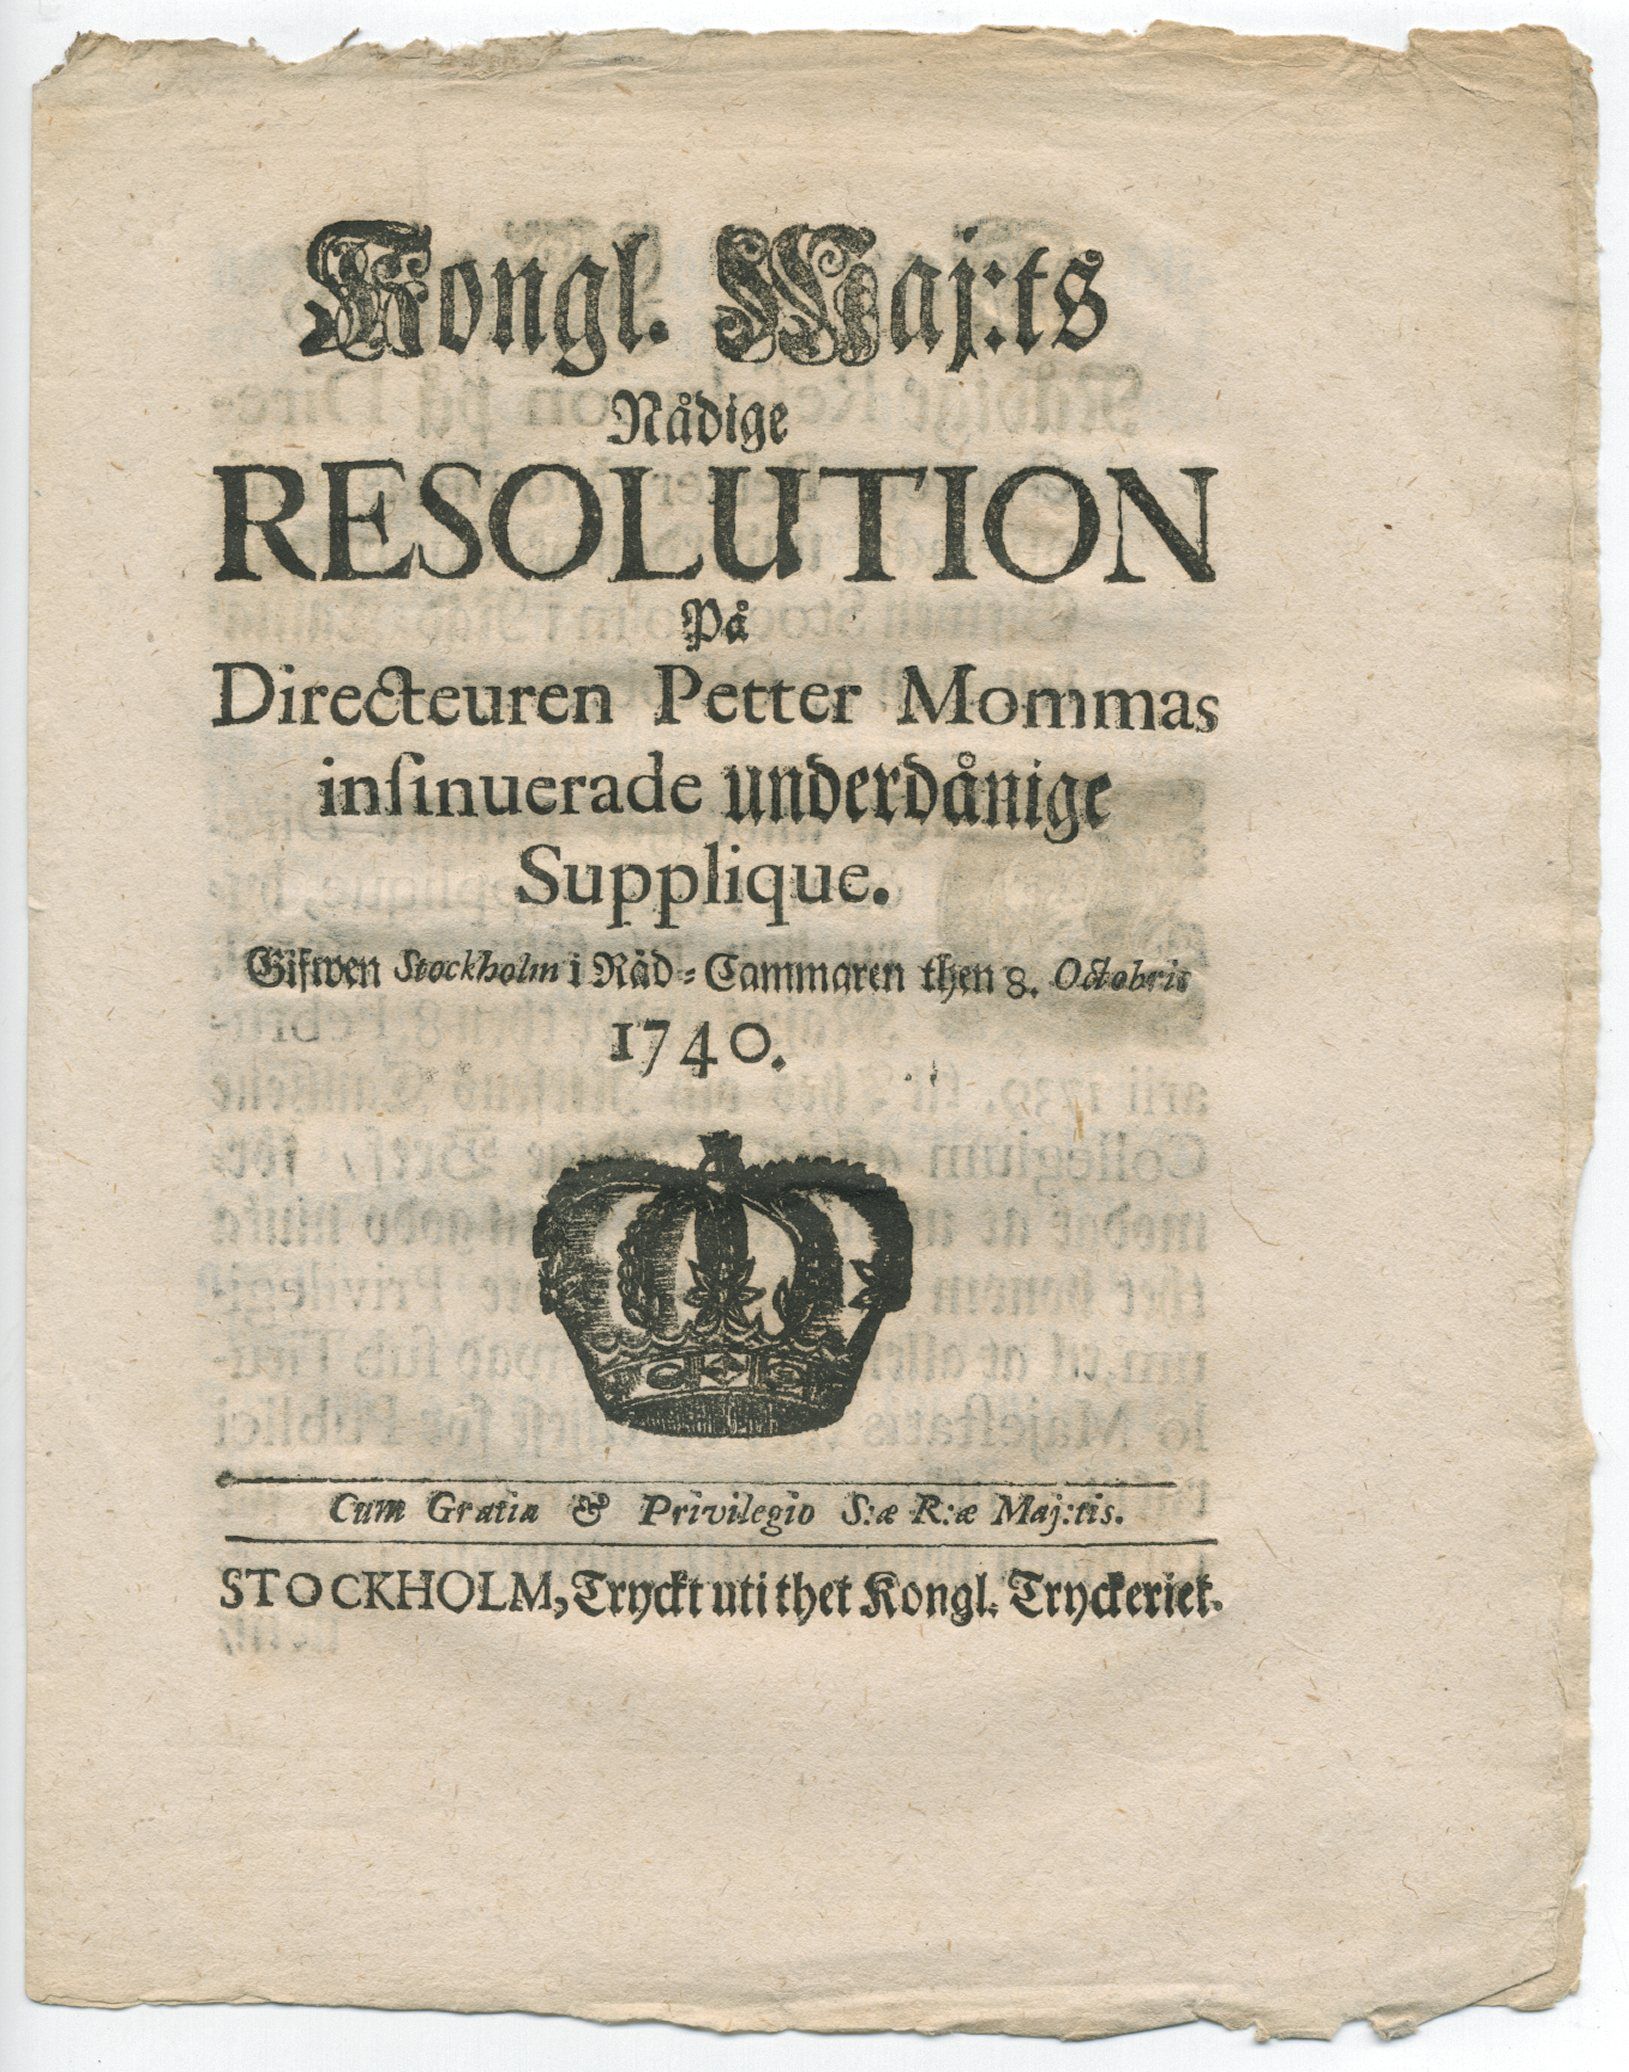 Kongl. Maj:ts
Nådige
RESOLUTION
På
Directeuren Petter Mommas
inſinuerade underdånige
Supplique.
Gifwen Stockholm i Råd-Cammaren then 8. Octobris
1740.
Cum Gratia & Privilegio S:æ R:æ Maj:tis.
STOCKHOLM, Tryckt uti thet Kongl. Tryckeriet.